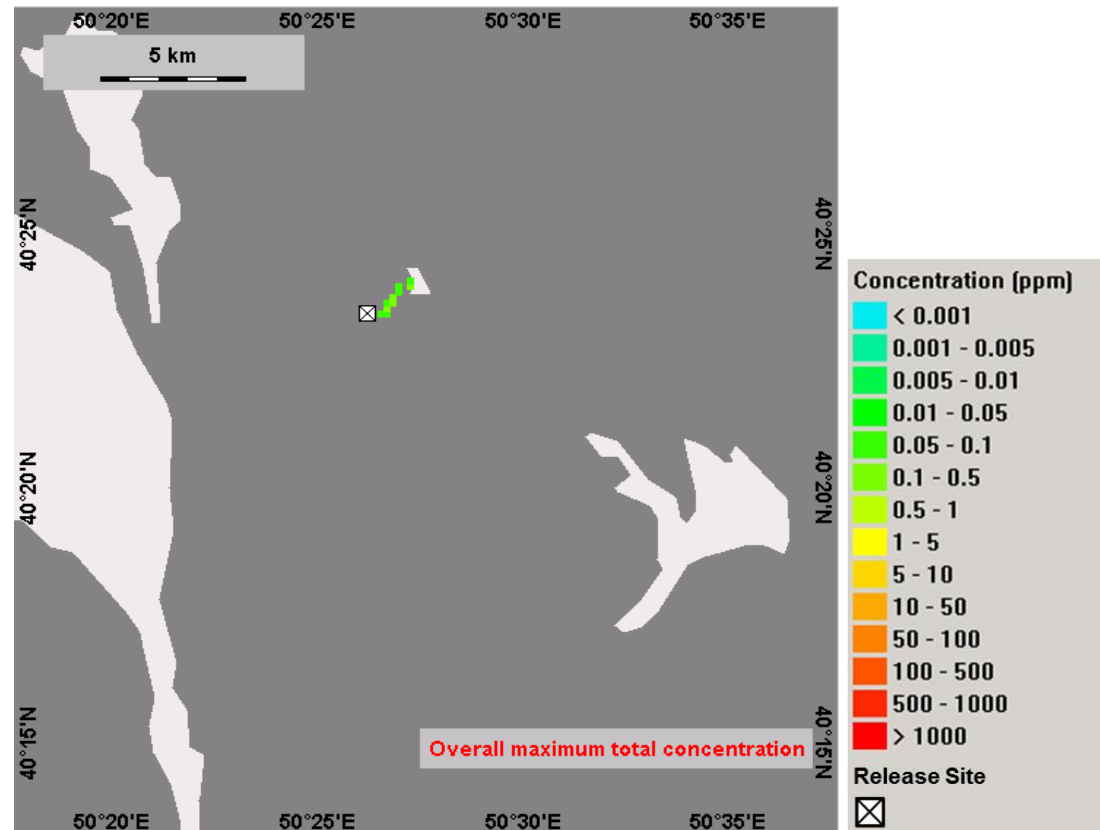 50°20'E 50°25'E 50°30'E 50°35'E
5 km
40°25'N 40°25'N
40°20'N 40°20'N
40°15'N 40°15'N
Overall maximum total concentration
50°20'E 50°25'E 50°30'E 50°35'E
Concentration (ppm)
< 0.001
0.001 - 0.005
0.005 - 0.01
0.01 - 0.05
0.05 - 0.1
0.1 - 0.5
0.5 - 1
1 - 5
5 - 10
10 - 50
50 - 100
100 - 500
500 - 1000
> 1000
Release Site